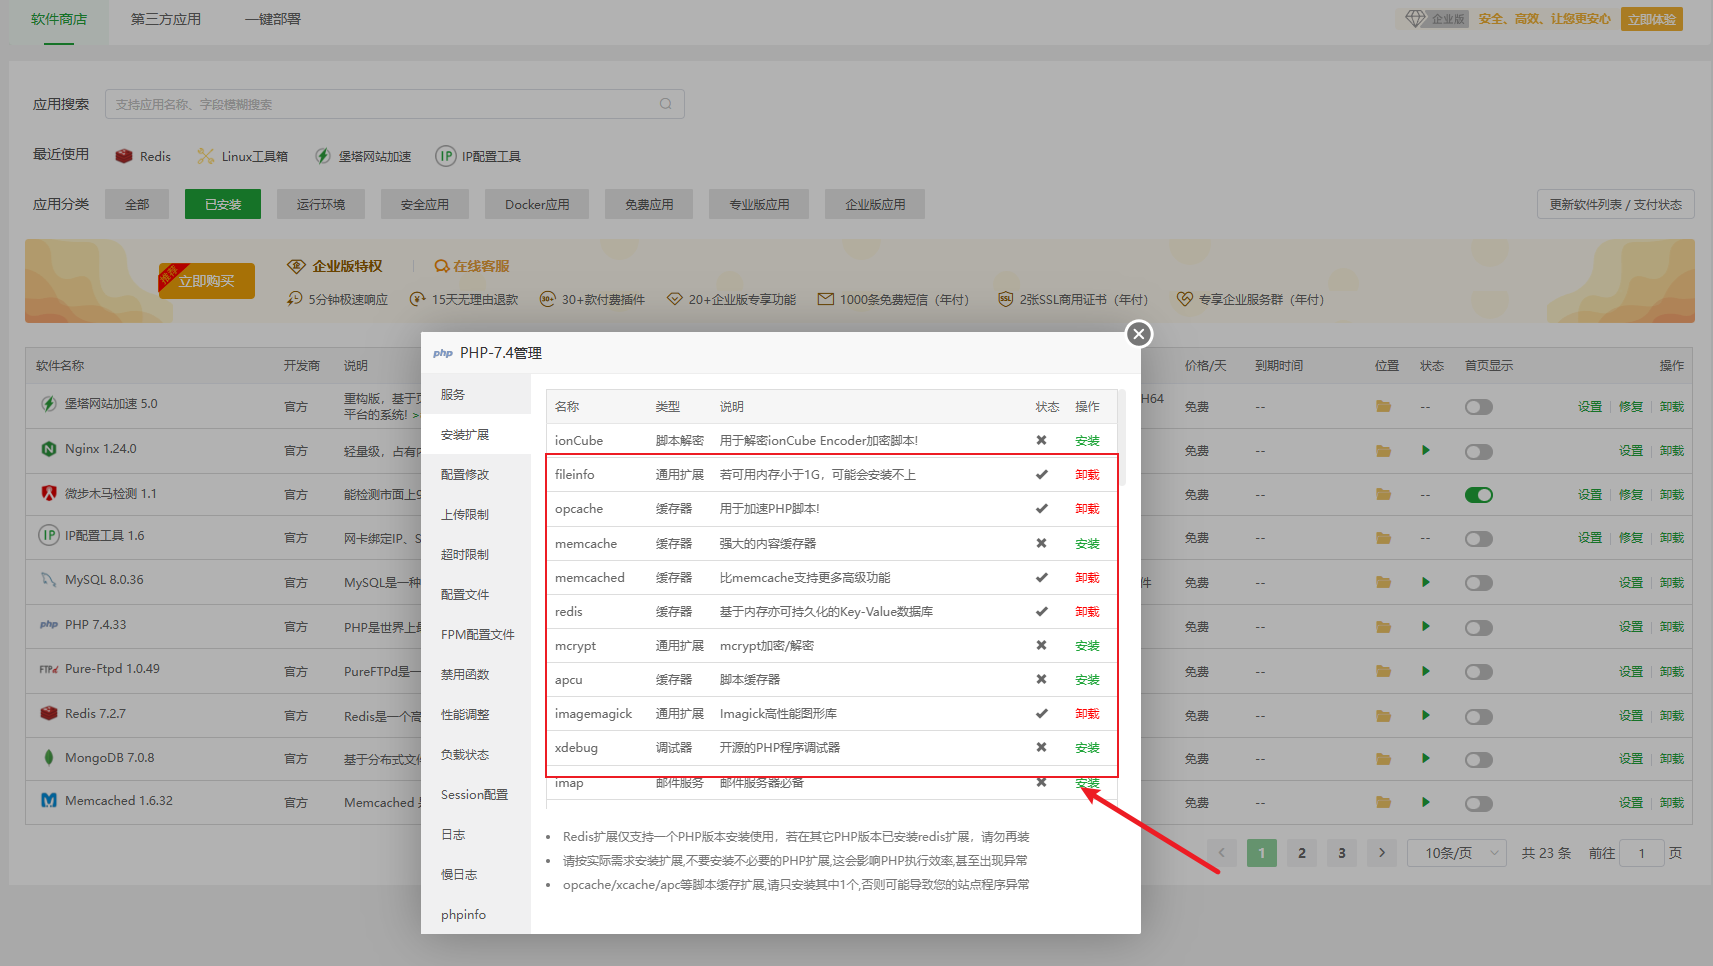 软件商店 第三方应用 一键部署 企业版 安全、高效、让您更安心 立即体验
应用搜索 支持应用名称、字段模糊搜索
最近使用 Redis Linux工具箱 堡塔网站加速 IP IP配置工具
应用分类 全部 已安装 运行环境 安全应用 Docker应用 免费应用 专业版应用 企业版应用 更新软件列表 / 支付状态
推荐 立即购买 企业版特权 在线客服
5分钟极速响应 15天无理由退款 30+款付费插件 20+企业版专享功能 1000条免费短信（年付） 2张SSL商用证书（年付） 专享企业服务群（年付）
软件名称 开发商 说明 价格/天 到期时间 位置 状态 首页显示 操作
堡塔网站加速 5.0 官方 重构版，基于 H64 免费 -- -- 设置 修复 卸载
平台的系统! >
Nginx 1.24.0 官方 轻量级，占有 免费 -- 设置 卸载
微步木马检测 1.1 官方 能检测市面上 免费 -- -- 设置 修复 卸载
IP IP配置工具 1.6 官方 网卡绑定IP、S 免费 -- -- 设置 修复 卸载
MySQL 8.0.36 官方 MySQL是一种 件 免费 -- 设置 卸载
php PHP 7.4.33 官方 PHP是世界上 免费 -- 设置 卸载
FTP Pure-Ftpd 1.0.49 官方 PureFTPd是一 免费 -- 设置 卸载
Redis 7.2.7 官方 Redis是一个高 免费 -- 设置 卸载
MongoDB 7.0.8 官方 基于分布式文件 免费 -- 设置 卸载
Memcached 1.6.32 官方 Memcached 免费 -- 设置 卸载
1 2 3 10条/页 共 23 条 前往 1 页
php PHP-7.4管理
服务
安装扩展
配置修改
上传限制
超时限制
配置文件
FPM配置文件
禁用函数
性能调整
负载状态
Session配置
日志
慢日志
phpinfo
名称 类型 说明 状态 操作
ionCube 脚本解密 用于解密ionCube Encoder加密脚本! 安装
fileinfo 通用扩展 若可用内存小于1G，可能会安装不上 卸载
opcache 缓存器 用于加速PHP脚本! 卸载
memcache 缓存器 强大的内容缓存器 安装
memcached 缓存器 比memcache支持更多高级功能 卸载
redis 缓存器 基于内存亦可持久化的Key-Value数据库 卸载
mcrypt 通用扩展 mcrypt加密/解密 安装
apcu 缓存器 脚本缓存器 安装
imagemagick 通用扩展 Imagick高性能图形库 卸载
xdebug 调试器 开源的PHP程序调试器 安装
imap 邮件服务 邮件服务器必备 安装
Redis扩展仅支持一个PHP版本安装使用，若在其它PHP版本已安装redis扩展，请勿再装
请按实际需求安装扩展,不要安装不必要的PHP扩展,这会影响PHP执行效率,甚至出现异常
opcache/xcache/apc等脚本缓存扩展,请只安装其中1个,否则可能导致您的站点程序异常